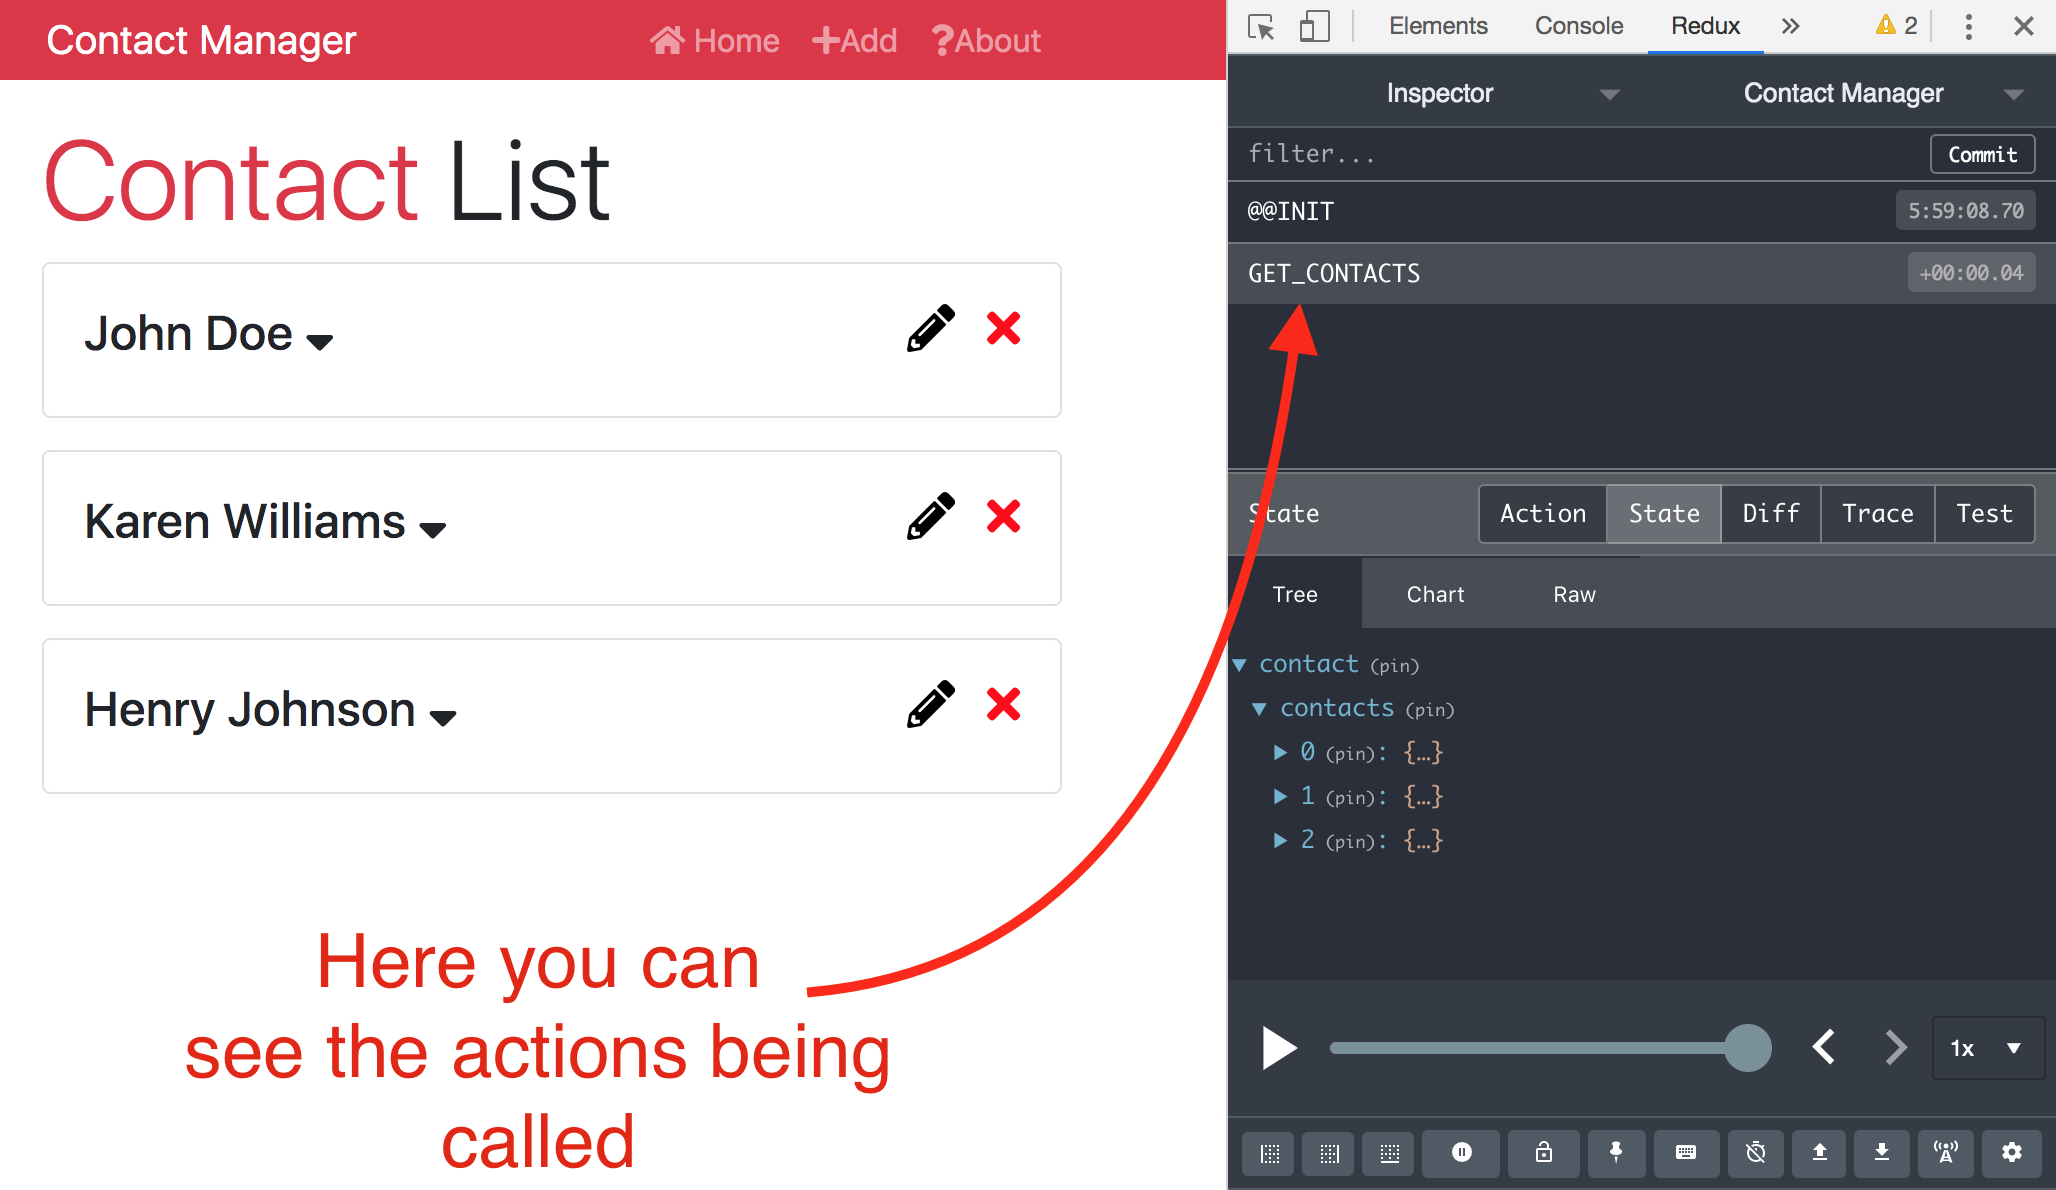 Contact Manager
Home
Add
?About
Contact List
John Doe
Karen Williams
Henry Johnson
Here you can
see the actions being
called
Elements Console Redux » 2
Inspector Contact Manager
filter... Commit
@@INIT 5:59:08.70
GET_CONTACTS +00:00.04
State Action State Diff Trace Test
Tree Chart Raw
contact (pin)
contacts (pin)
0 (pin): {…}
1 (pin): {…}
2 (pin): {…}
1x